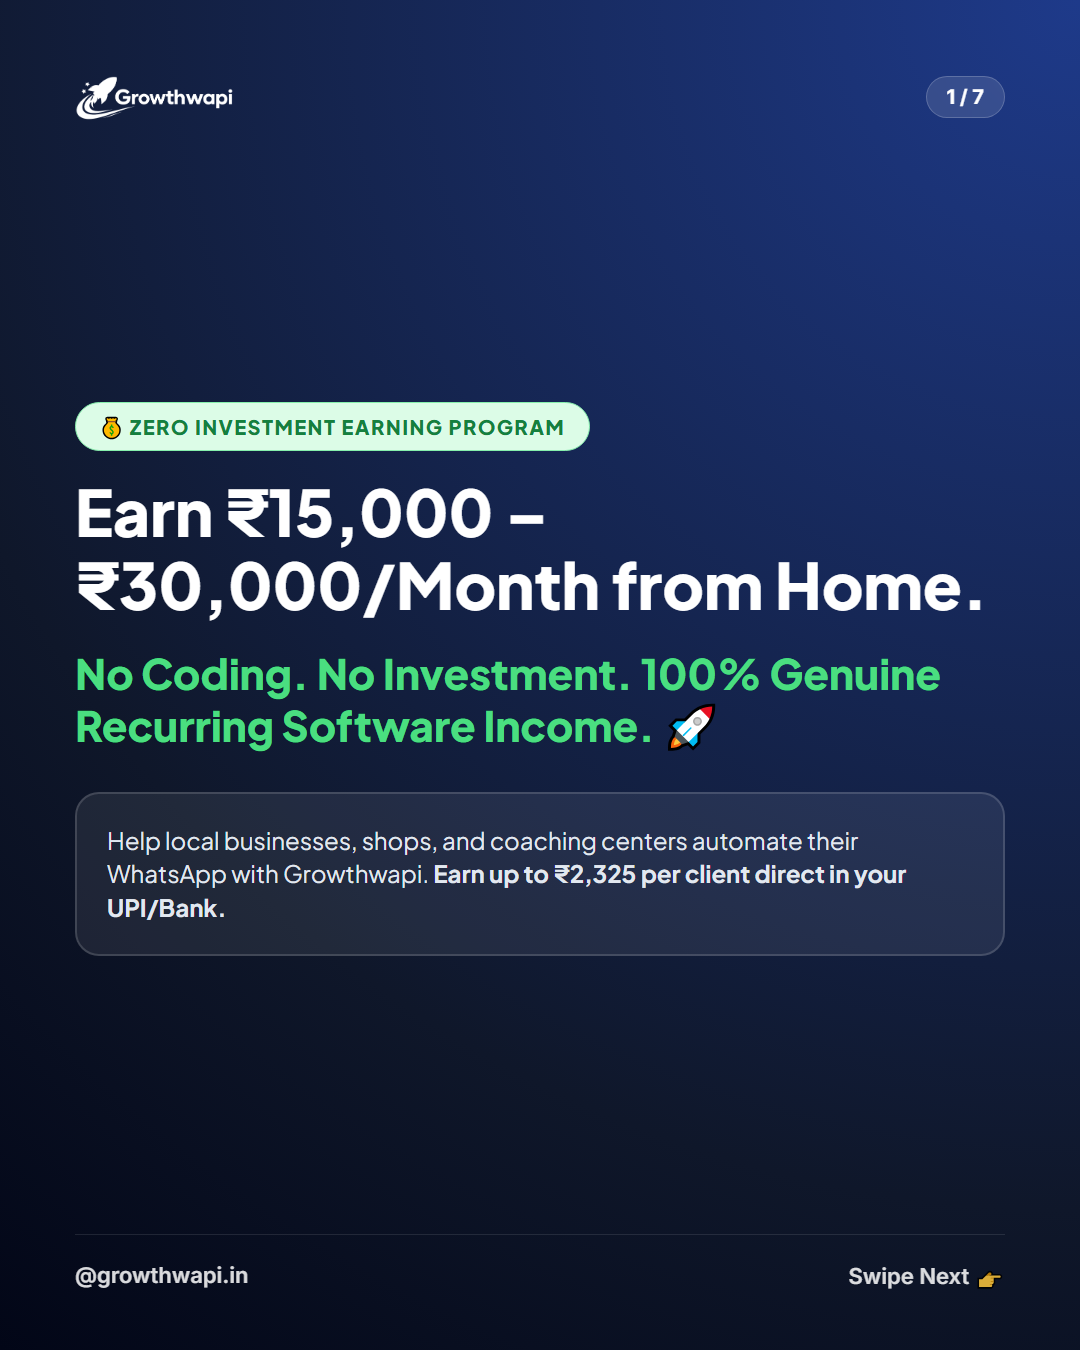 Growthwapi
1/7
💰 ZERO INVESTMENT EARNING PROGRAM
Earn ₹15,000 –
₹30,000/Month from Home.
No Coding. No Investment. 100% Genuine
Recurring Software Income. 🚀
Help local businesses, shops, and coaching centers automate their
WhatsApp with Growthwapi. Earn up to ₹2,325 per client direct in your
UPI/Bank.
@growthwapi.in
Swipe Next 👉